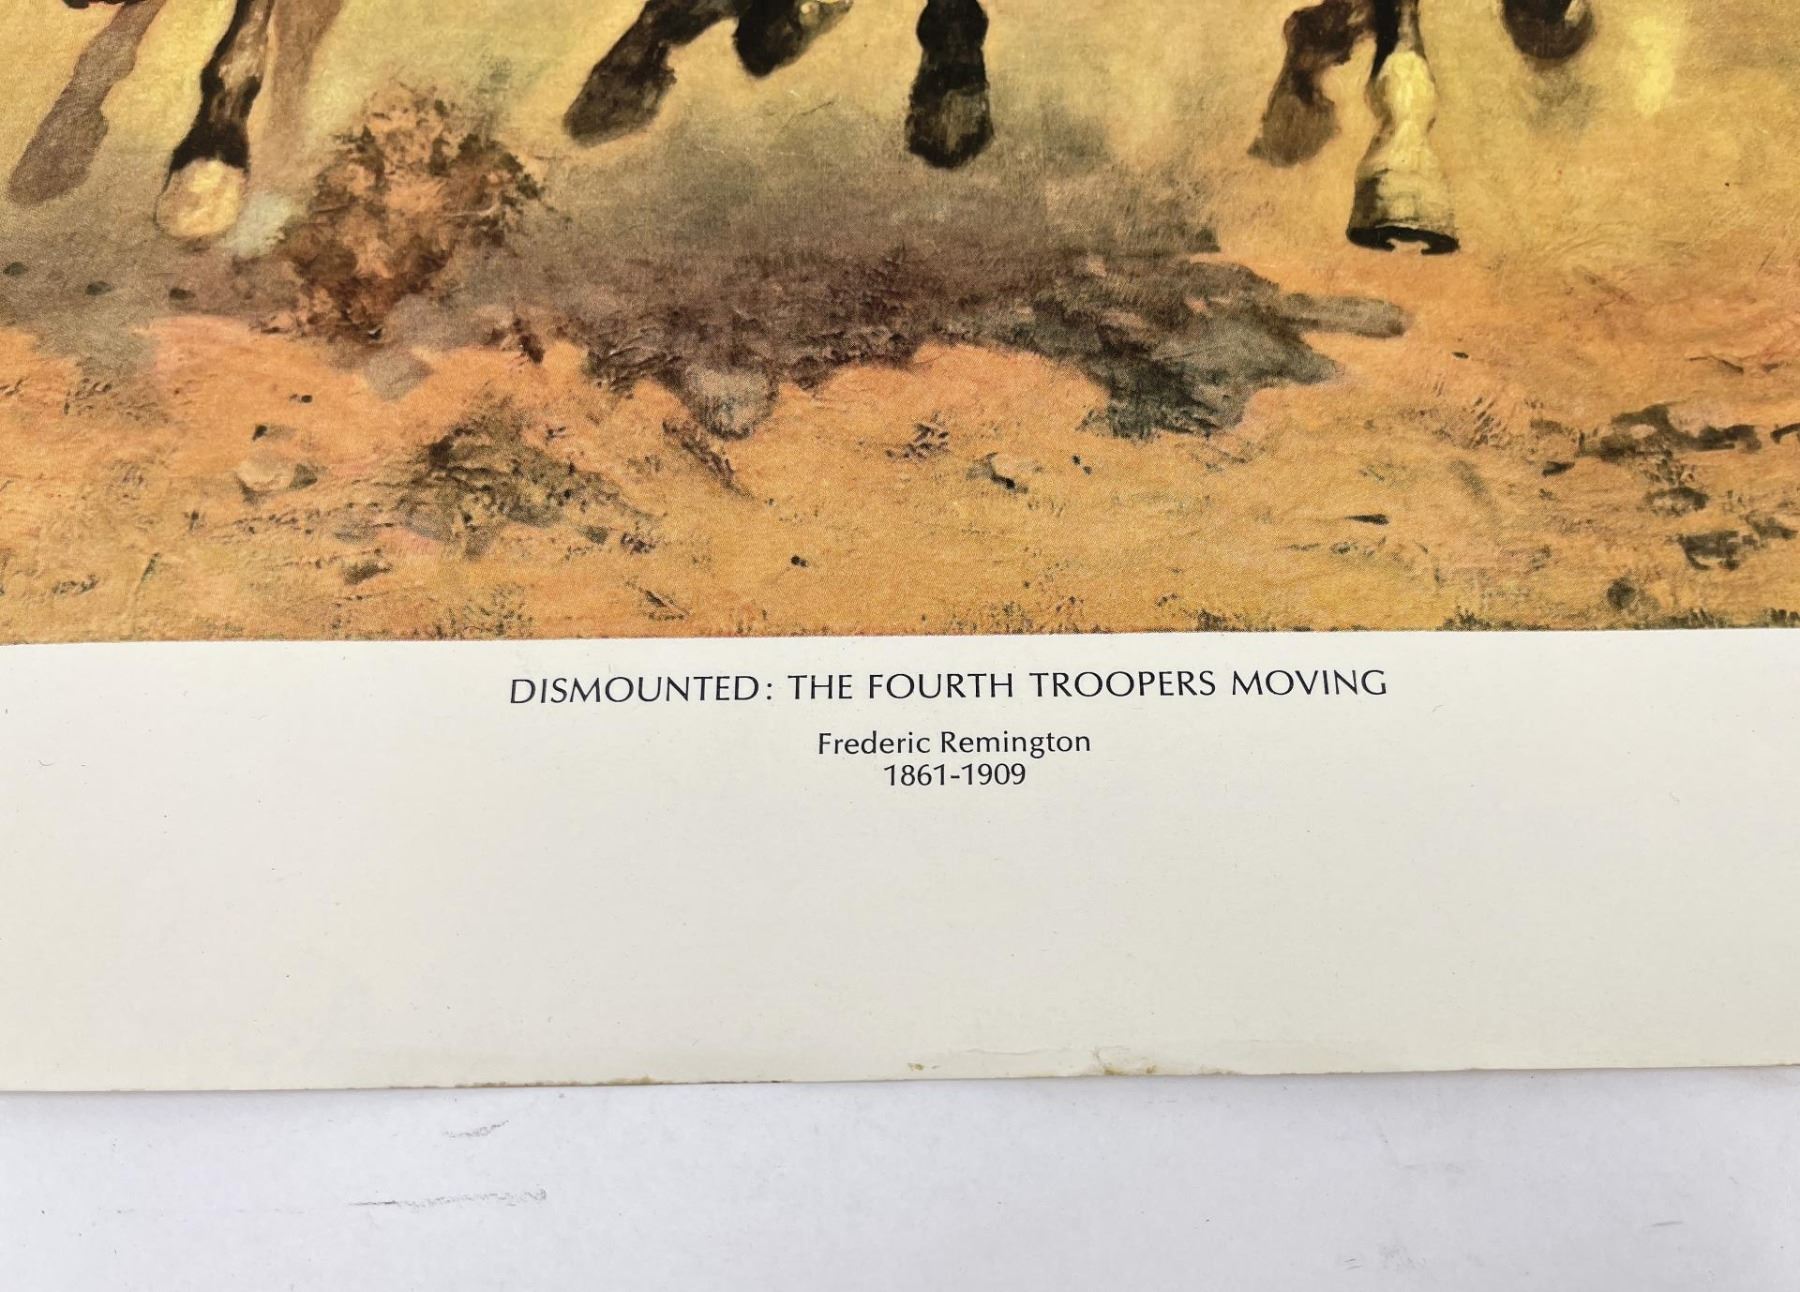 DISMOUNTED: THE FOURTH TROOPERS MOVING
Frederic Remington
1861-1909